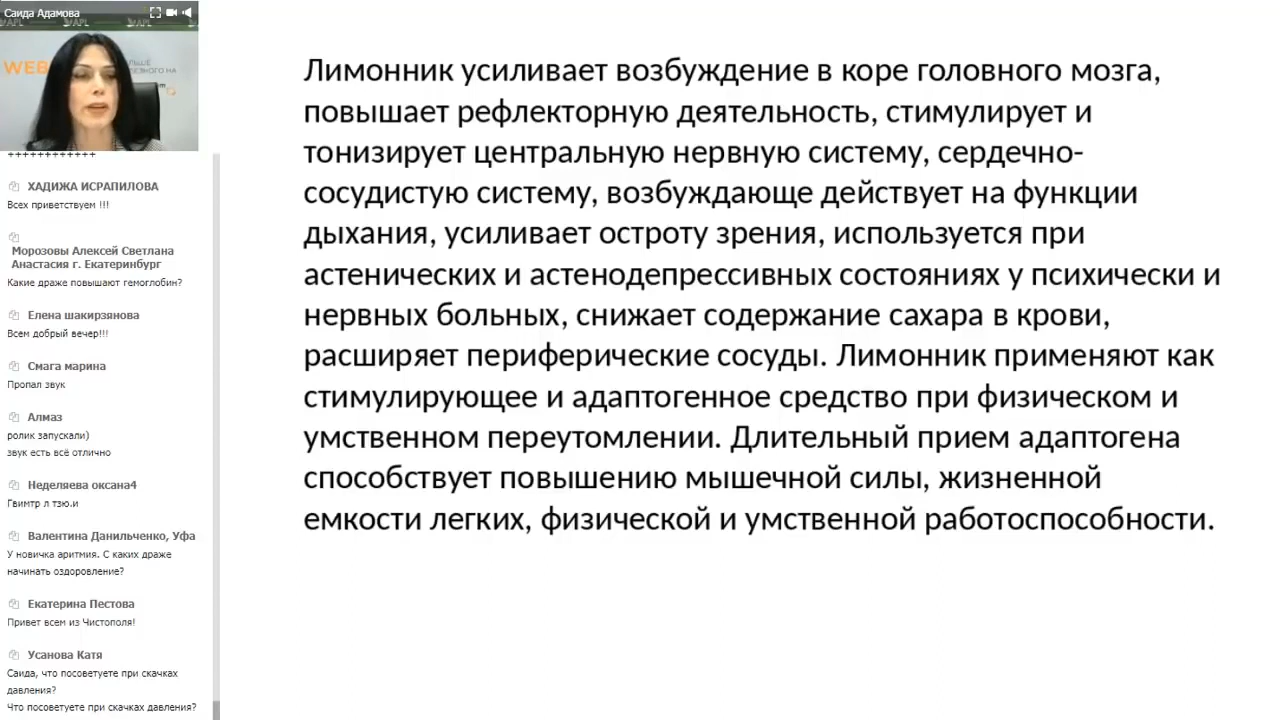 Саида Адамова
WEB
Лимонник усиливает возбуждение в коре головного мозга,
повышает рефлекторную деятельность, стимулирует и
тонизирует центральную нервную систему, сердечно-
сосудистую систему, возбуждающе действует на функции
дыхания, усиливает остроту зрения, используется при
астенических и астенодепрессивных состояниях у психически и
нервных больных, снижает содержание сахара в крови,
расширяет периферические сосуды. Лимонник применяют как
стимулирующее и адаптогенное средство при физическом и
умственном переутомлении. Длительный прием адаптогена
способствует повышению мышечной силы, жизненной
емкости легких, физической и умственной работоспособности.
++++++++++++
ХАДИЖА ИСРАПИЛОВА
Всех приветствуем !!!
Морозовы Алексей Светлана
Анастасия г. Екатеринбург
Какие драже повышают гемоглобин?
Елена шакирзянова
Всем добрый вечер!!!
Смага марина
Пропал звук
Алмаз
ролик запускали)
звук есть всё отлично
Неделяева оксана4
Гвимтр л тзю.и
Валентина Данильченко, Уфа
У новичка аритмия. С каких драже
начинать оздоровление?
Екатерина Пестова
Привет всем из Чистополя!
Усанова Катя
Саида, что посоветуете при скачках
давления?
Что посоветуете при скачках давления?